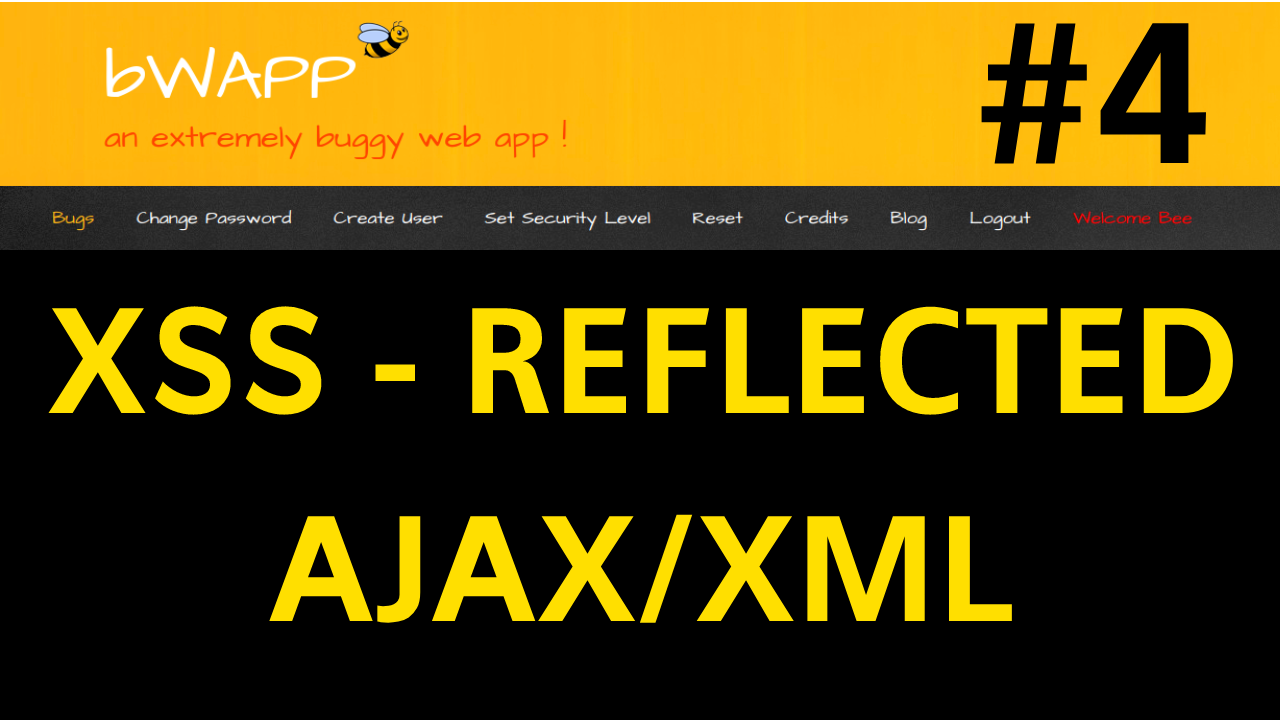 bWAPP
#4
an extremely buggy web app !
Bugs Change Password Create User Set Security Level Reset Credits Blog Logout Welcome Bee
XSS - REFLECTED
AJAX/XML